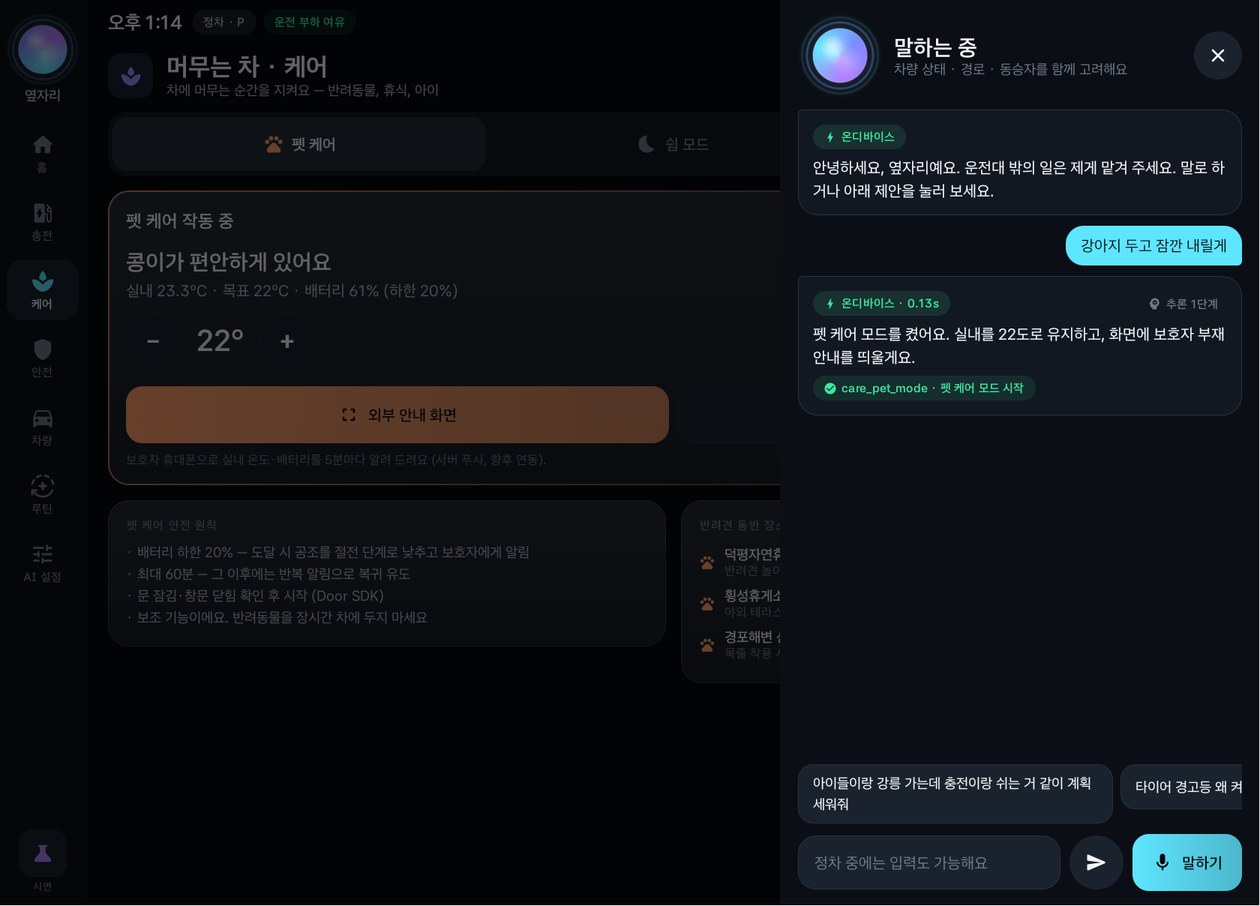 옆자리
홈
충전
케어
안전
차량
루틴
AI 설정
시연
오후 1:14
정차 · P
운전 부하 여유
머무는 차 · 케어
차에 머무는 순간을 지켜요 — 반려동물, 휴식, 아이
펫 케어
쉼 모드
펫 케어 작동 중
콩이가 편안하게 있어요
실내 23.3°C · 목표 22°C · 배터리 61% (하한 20%)
−
22°
+
외부 안내 화면
보호자 휴대폰으로 실내 온도·배터리를 5분마다 알려 드려요 (서버 푸시, 향후 연동).
펫 케어 안전 원칙
· 배터리 하한 20% — 도달 시 공조를 절전 단계로 낮추고 보호자에게 알림
· 최대 60분 — 그 이후에는 반복 알림으로 복귀 유도
· 문 잠김·창문 닫힘 확인 후 시작 (Door SDK)
· 보조 기능이에요. 반려동물을 장시간 차에 두지 마세요
반려견 동반 장소
덕평자연휴
반려견 놀이
횡성휴게소
야외 테라스
경포해변 산
목줄 착용 시
말하는 중
차량 상태 · 경로 · 동승자를 함께 고려해요
온디바이스
안녕하세요, 옆자리예요. 운전대 밖의 일은 제게 맡겨 주세요. 말로 하
거나 아래 제안을 눌러 보세요.
강아지 두고 잠깐 내릴게
온디바이스 · 0.13s
추론 1단계
펫 케어 모드를 켰어요. 실내를 22도로 유지하고, 화면에 보호자 부재
안내를 띄울게요.
care_pet_mode · 펫 케어 모드 시작
아이들이랑 강릉 가는데 충전이랑 쉬는 거 같이 계획
세워줘
타이어 경고등 왜 켜
정차 중에는 입력도 가능해요
말하기